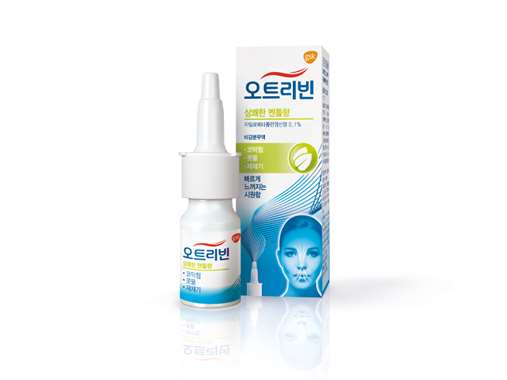 gsk
오트리빈
상쾌한 멘톨향
자일로메타졸린염산염 0.1%
비강분무액
· 코막힘
· 콧물
· 재채기
빠르게
느껴지는
시원함
오트리빈
상쾌한 멘톨향
· 코막힘
· 콧물
· 재채기